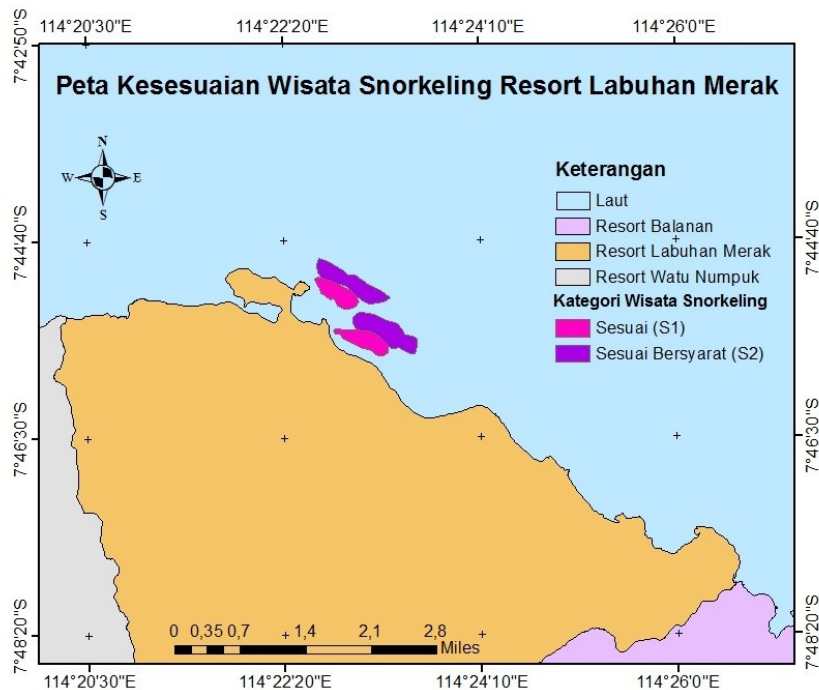 114°20'30"E 114°22'20"E 114°24'10"E 114°26'0"E
7°42'50"S
Peta Kesesuaian Wisata Snorkeling Resort Labuhan Merak
N
W E
S
Keterangan
Laut
Resort Balanan
Resort Labuhan Merak
Resort Watu Numpuk
Kategori Wisata Snorkeling
Sesuai (S1)
Sesuai Bersyarat (S2)
7°44'40"S 7°44'40"S
7°46'30"S 7°46'30"S
7°48'20"S 7°48'20"S
0 0,35 0,7 1,4 2,1 2,8
Miles
114°20'30"E 114°22'20"E 114°24'10"E 114°26'0"E